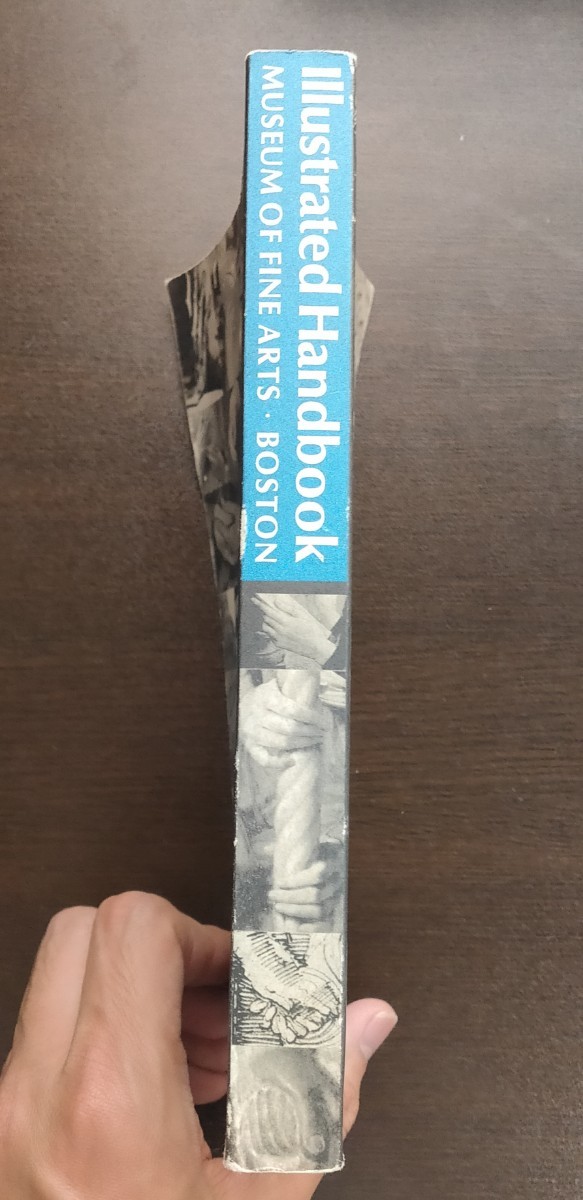 Illustrated Handbook
MUSEUM OF FINE ARTS · BOSTON